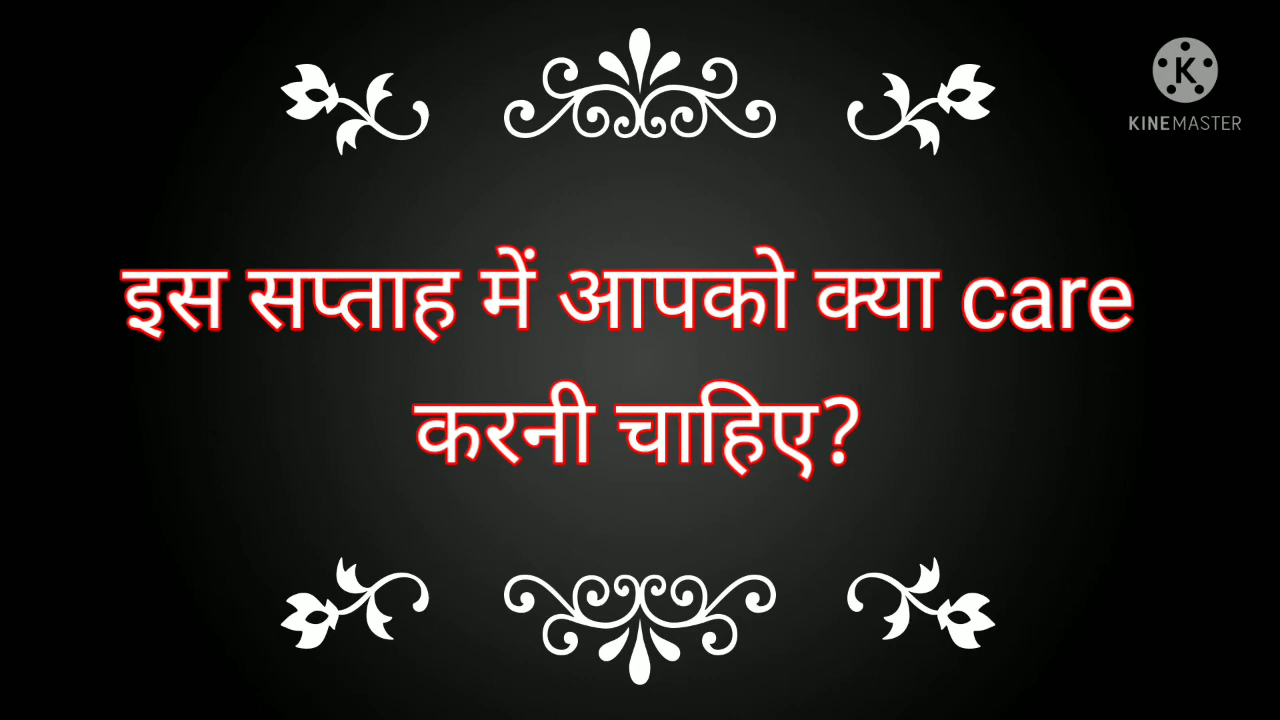 KINEMASTER
इस सप्ताह में आपको क्या care
करनी चाहिए?